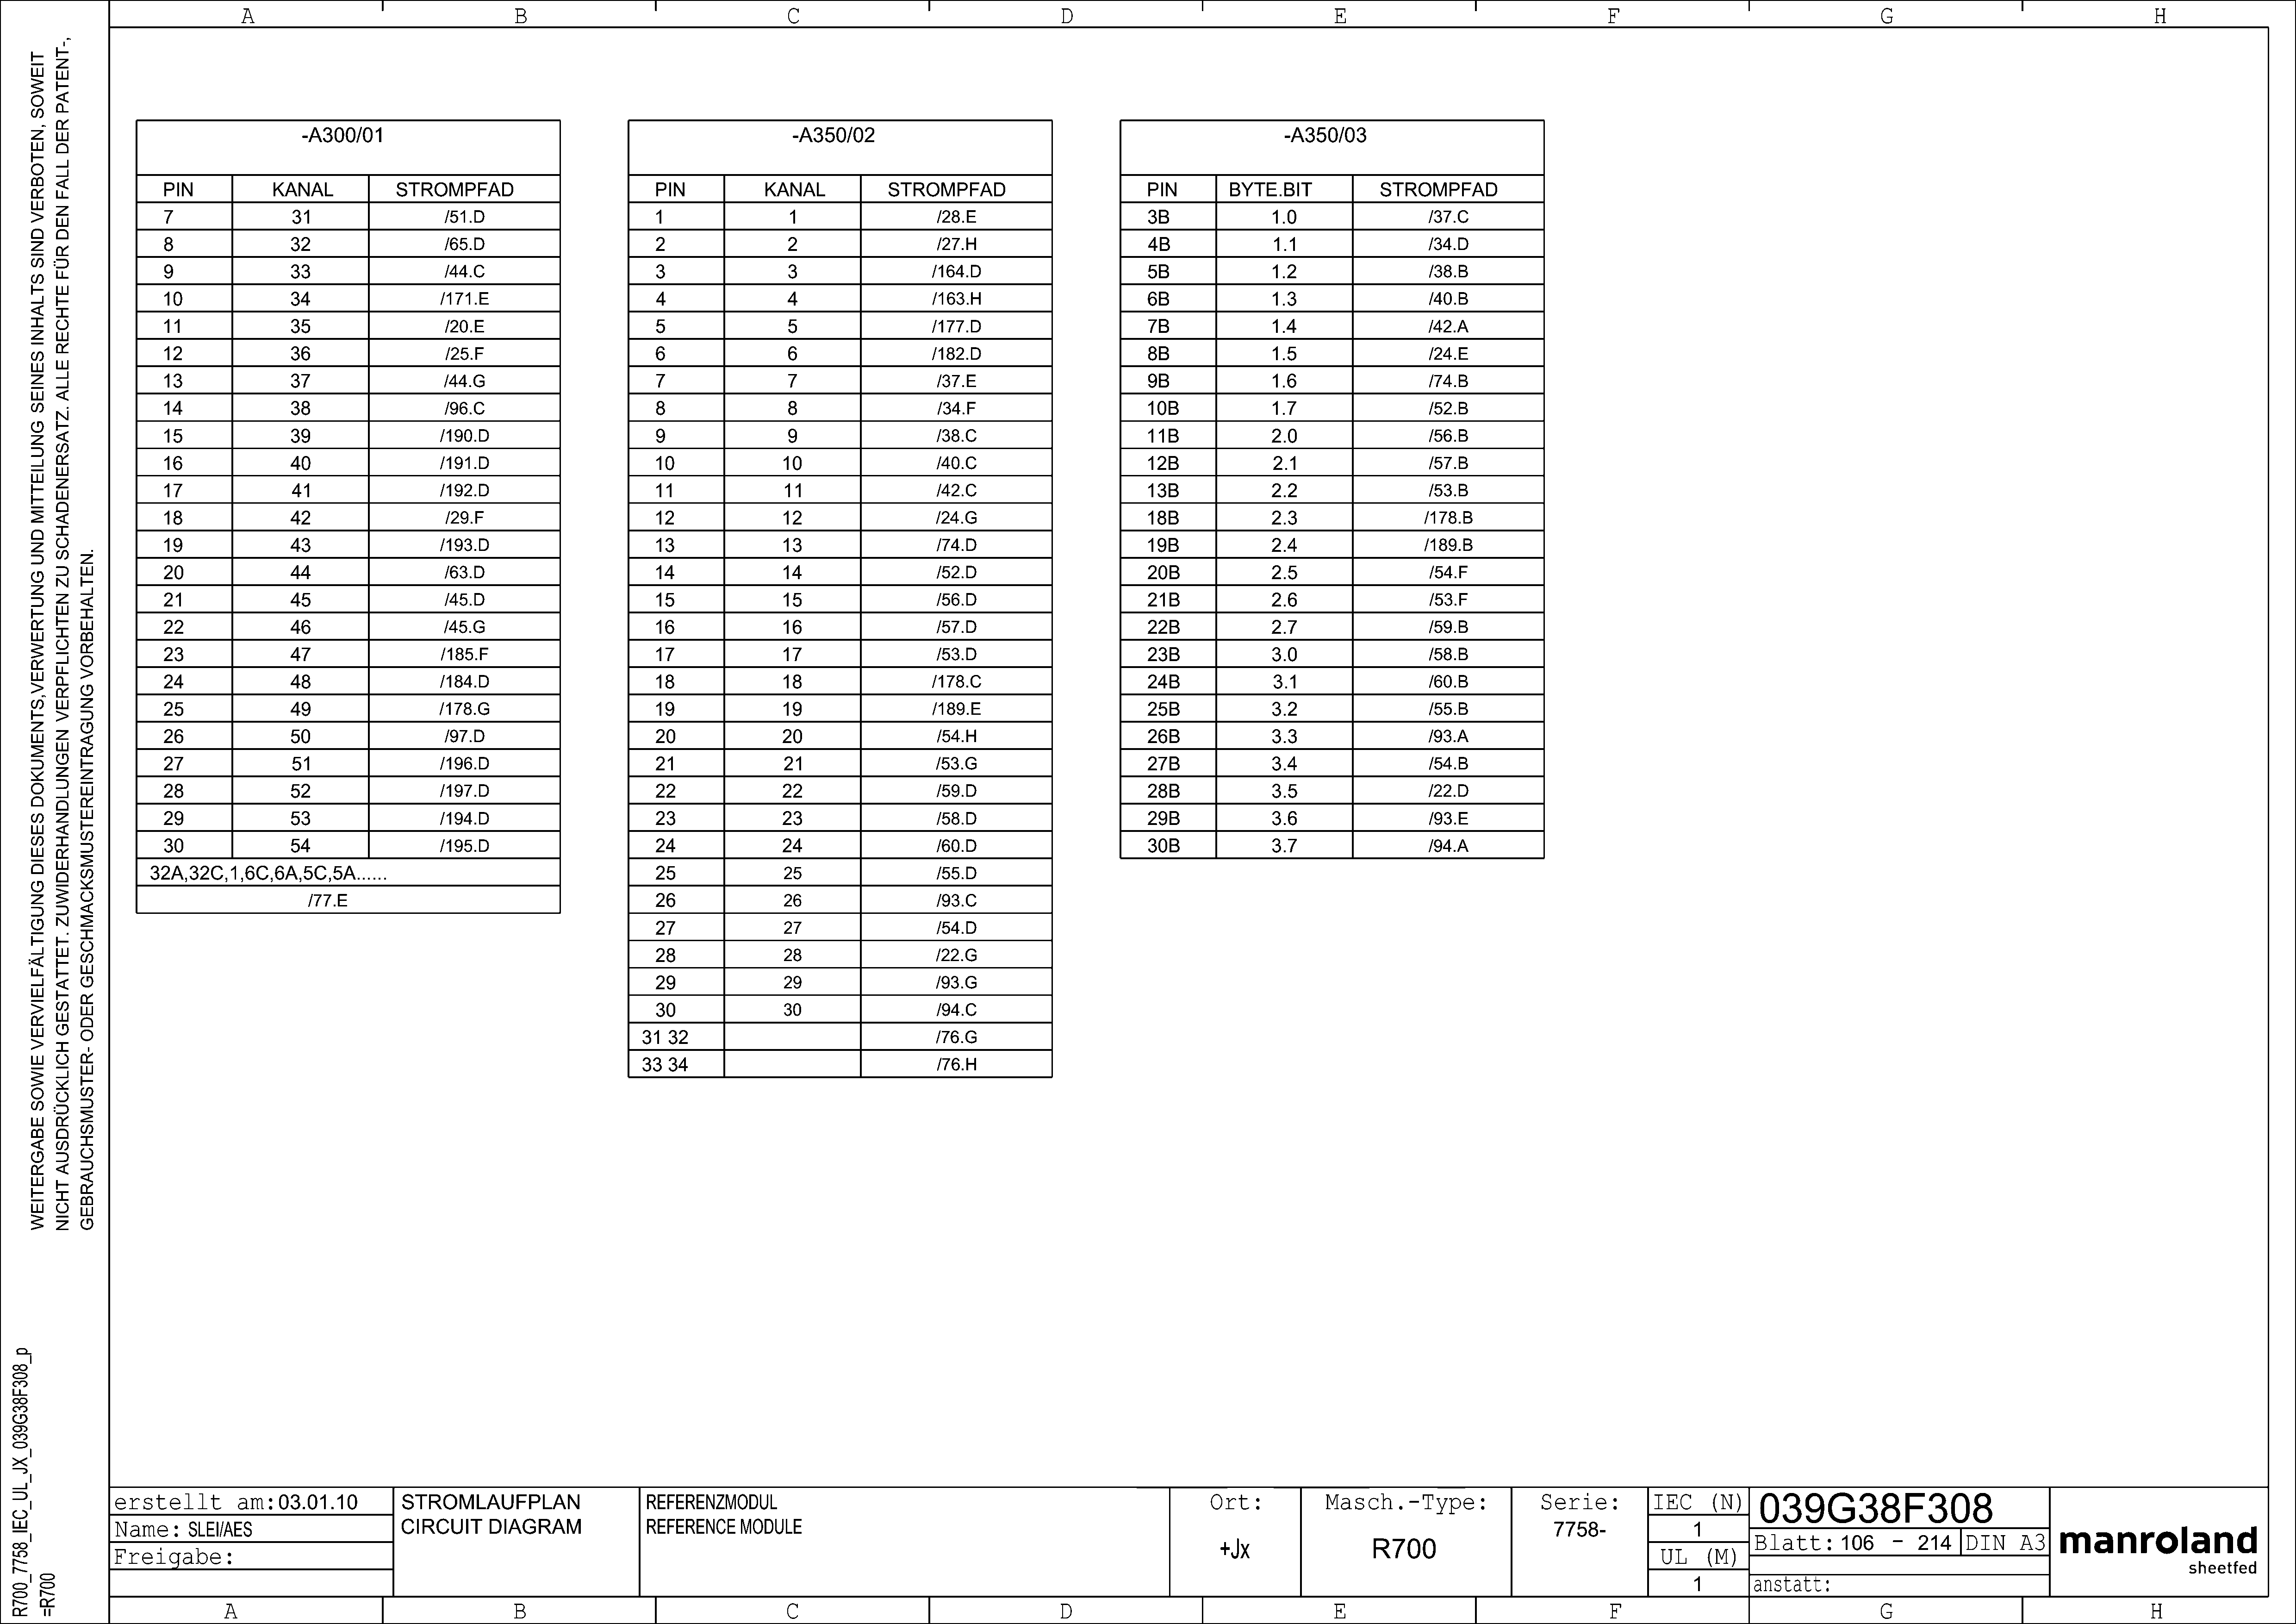 A B C D E F G H
WEITERGABE SOWIE VERVIELFÄLTIGUNG DIESES DOKUMENTS,VERWERTUNG UND MITTEILUNG SEINES INHALTS SIND VERBOTEN, SOWEIT
NICHT AUSDRÜCKLICH GESTATTET. ZUWIDERHANDLUNGEN VERPFLICHTEN ZU SCHADENERSATZ. ALLE RECHTE FÜR DEN FALL DER PATENT-,
GEBRAUCHSMUSTER- ODER GESCHMACKSMUSTEREINTRAGUNG VORBEHALTEN.
R700_7758_IEC_UL_JX_039G38F308_p
=R700
-A300/01
PIN KANAL STROMPFAD
7 31 /51.D
8 32 /65.D
9 33 /44.C
10 34 /171.E
11 35 /20.E
12 36 /25.F
13 37 /44.G
14 38 /96.C
15 39 /190.D
16 40 /191.D
17 41 /192.D
18 42 /29.F
19 43 /193.D
20 44 /63.D
21 45 /45.D
22 46 /45.G
23 47 /185.F
24 48 /184.D
25 49 /178.G
26 50 /97.D
27 51 /196.D
28 52 /197.D
29 53 /194.D
30 54 /195.D
32A,32C,1,6C,6A,5C,5A......
/77.E
-A350/02
PIN KANAL STROMPFAD
1 1 /28.E
2 2 /27.H
3 3 /164.D
4 4 /163.H
5 5 /177.D
6 6 /182.D
7 7 /37.E
8 8 /34.F
9 9 /38.C
10 10 /40.C
11 11 /42.C
12 12 /24.G
13 13 /74.D
14 14 /52.D
15 15 /56.D
16 16 /57.D
17 17 /53.D
18 18 /178.C
19 19 /189.E
20 20 /54.H
21 21 /53.G
22 22 /59.D
23 23 /58.D
24 24 /60.D
25 25 /55.D
26 26 /93.C
27 27 /54.D
28 28 /22.G
29 29 /93.G
30 30 /94.C
31 32 /76.G
33 34 /76.H
-A350/03
PIN BYTE.BIT STROMPFAD
3B 1.0 /37.C
4B 1.1 /34.D
5B 1.2 /38.B
6B 1.3 /40.B
7B 1.4 /42.A
8B 1.5 /24.E
9B 1.6 /74.B
10B 1.7 /52.B
11B 2.0 /56.B
12B 2.1 /57.B
13B 2.2 /53.B
18B 2.3 /178.B
19B 2.4 /189.B
20B 2.5 /54.F
21B 2.6 /53.F
22B 2.7 /59.B
23B 3.0 /58.B
24B 3.1 /60.B
25B 3.2 /55.B
26B 3.3 /93.A
27B 3.4 /54.B
28B 3.5 /22.D
29B 3.6 /93.E
30B 3.7 /94.A
erstellt am: 03.01.10
Name: SLEI/AES
Freigabe:
STROMLAUFPLAN
CIRCUIT DIAGRAM
REFERENZMODUL
REFERENCE MODULE
Ort:
+Jx
Masch.-Type:
R700
Serie:
7758-
IEC (N)
1
UL (M)
1
039G38F308
Blatt: 106 - 214 DIN A3
anstatt:
manroland
sheetfed
A B C D E F G H